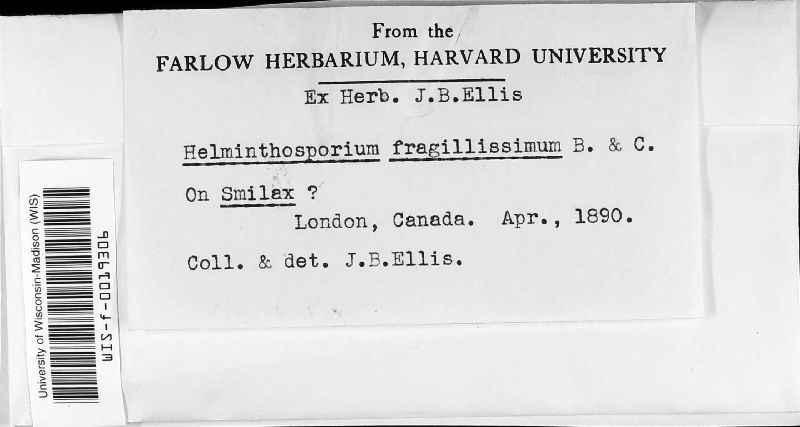 From the
FARLOW HERBARIUM, HARVARD UNIVERSITY
Ex Herb. J.B.Ellis
Helminthosporium fragillissimum B. & C.
On Smilax ?
London, Canada. Apr., 1890.
Coll. & det. J.B.Ellis.
University of Wisconsin-Madison (WIS)
WIS-f-0019306